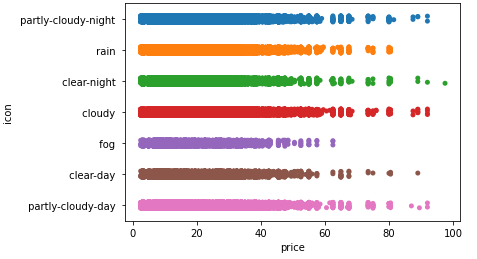 partly-cloudy-night
rain
clear-night
cloudy
fog
clear-day
partly-cloudy-day
icon
0 20 40 60 80 100
price